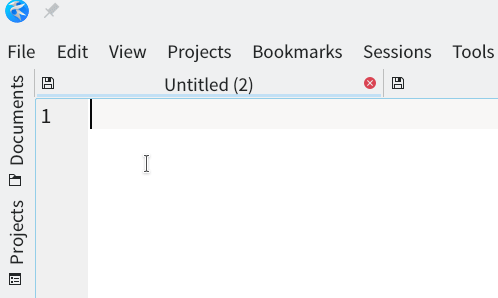 File Edit View Projects Bookmarks Sessions Tools
Untitled (2)
1
Documents
Projects